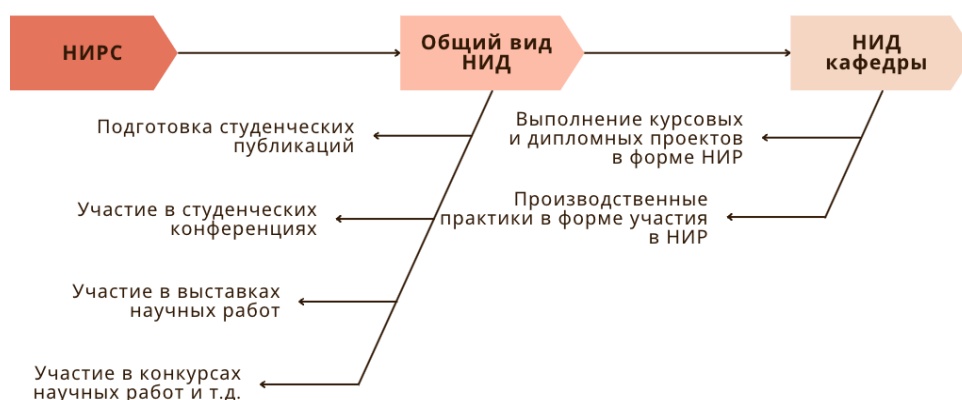 НИРС
Общий вид
НИД
НИД
кафедры
Подготовка студенческих
публикаций
Участие в студенческих
конференциях
Участие в выставках
научных работ
Участие в конкурсах
научных работ и т.д.
Выполнение курсовых
и дипломных проектов
в форме НИР
Производственные
практики в форме участия
в НИР